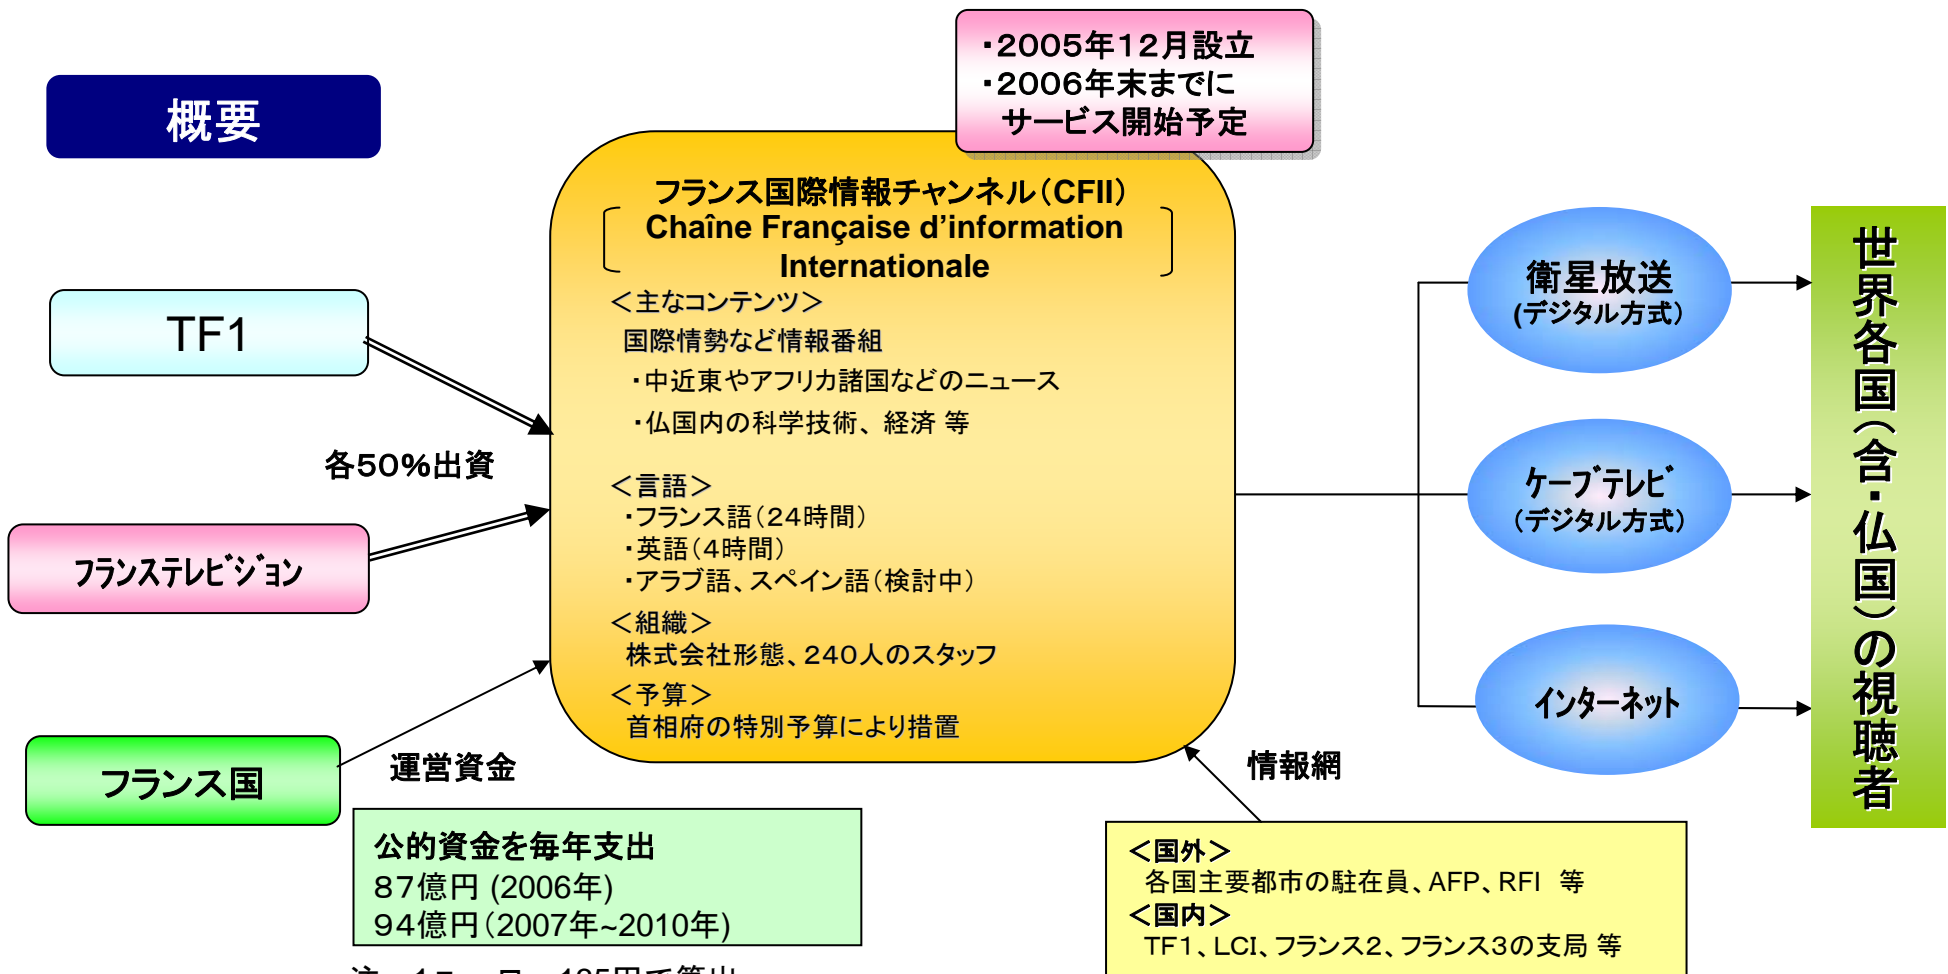 ・2005年12月設立
・2006年末までに
サービス開始予定
概要
フランス国際情報チャンネル(CFII)
Chaîne Française d'information
Internationale
<主なコンテンツ>
国際情勢など情報番組
・中近東やアフリカ諸国などのニュース
・仏国内の科学技術、経済 等
<言語>
・フランス語(24時間)
・英語(4時間)
・アラブ語、スペイン語(検討中)
<組織>
株式会社形態、240人のスタッフ
<予算>
首相府の特別予算により措置
TF1
各50%出資
フランステレビジョン
フランス国
運営資金
公的資金を毎年支出
87億円 (2006年)
94億円(2007年~2010年)
情報網
<国外>
各国主要都市の駐在員、AFP、RFI 等
<国内>
TF1、LCI、フランス2、フランス3の支局 等
衛星放送
(デジタル方式)
ケーブテレビ
(デジタル方式)
インターネット
世界各国(含・仏国)の視聴者